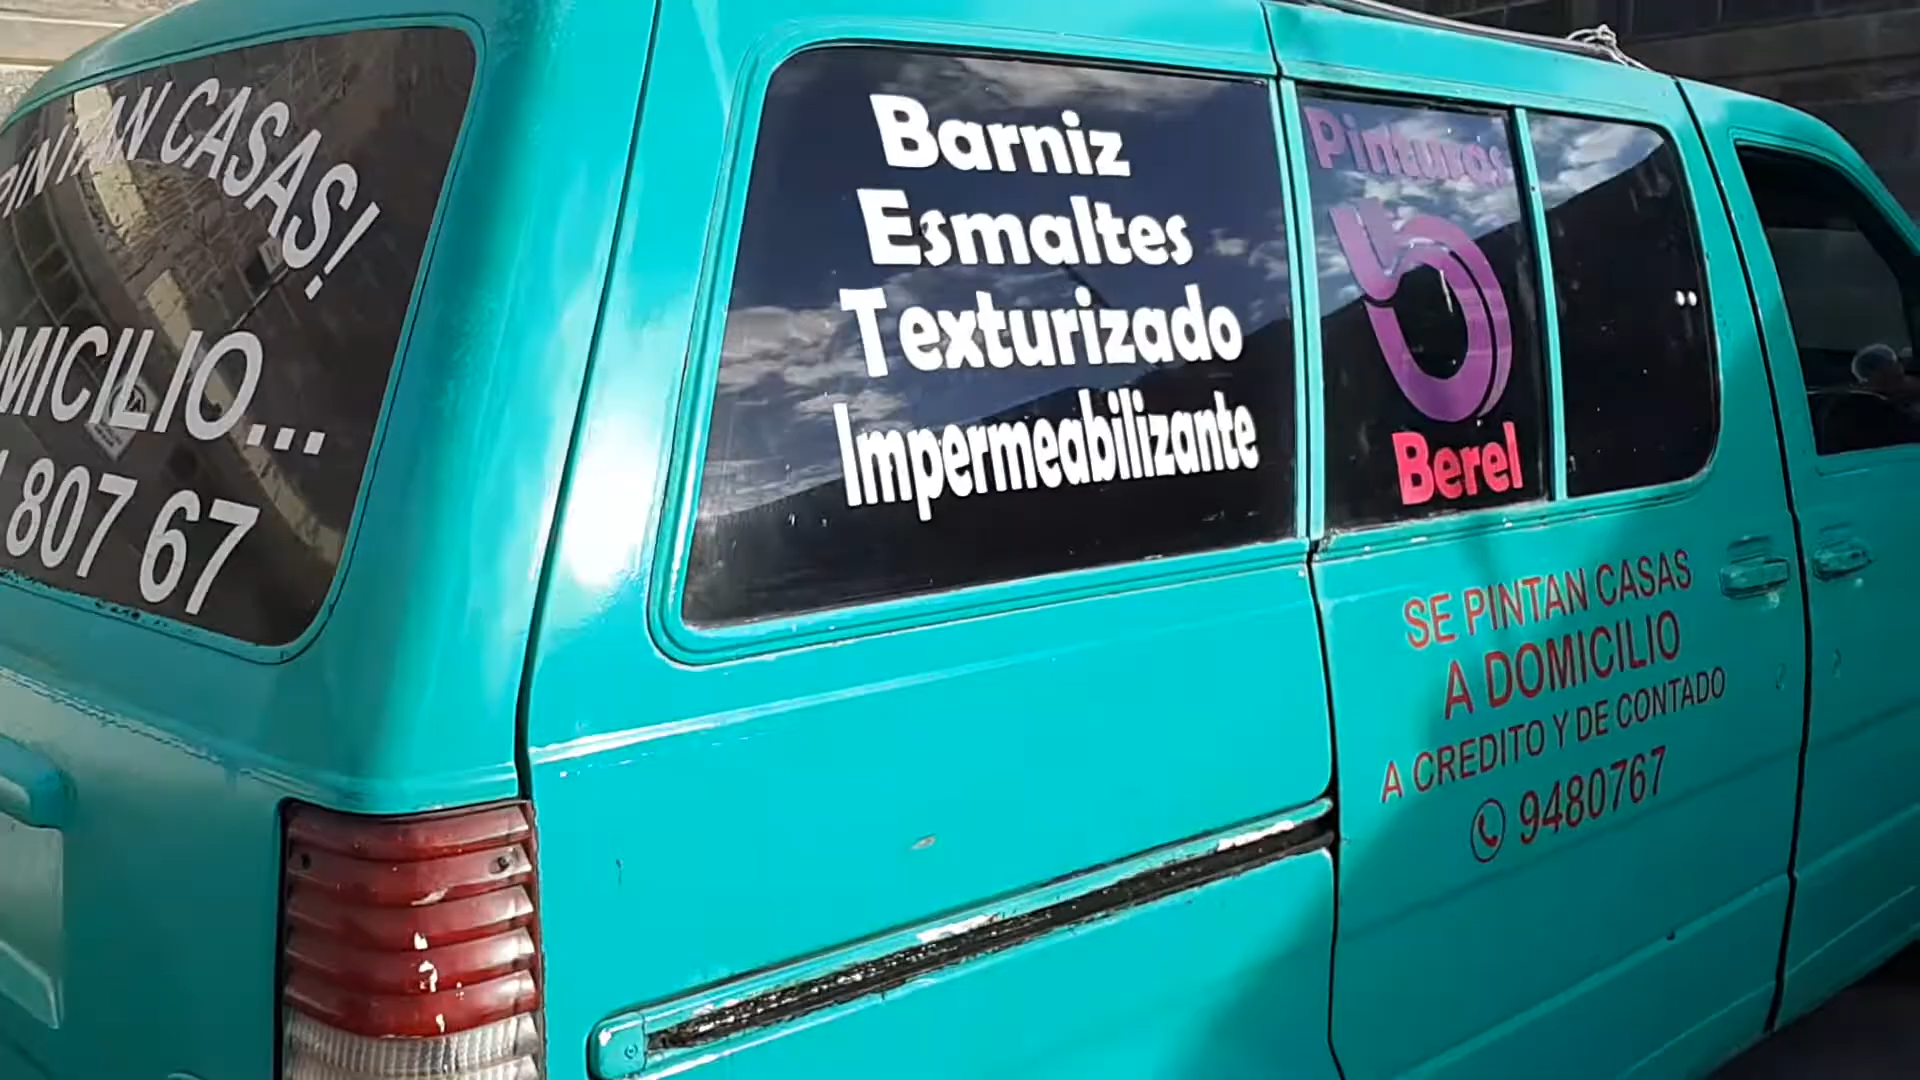 PINTAN CASAS!
MICILIO...
807 67
Barniz
Esmaltes
Texturizado
Impermeabilizante
Pinturas
Berel
SE PINTAN CASAS
A DOMICILIO
A CREDITO Y DE CONTADO
9480767